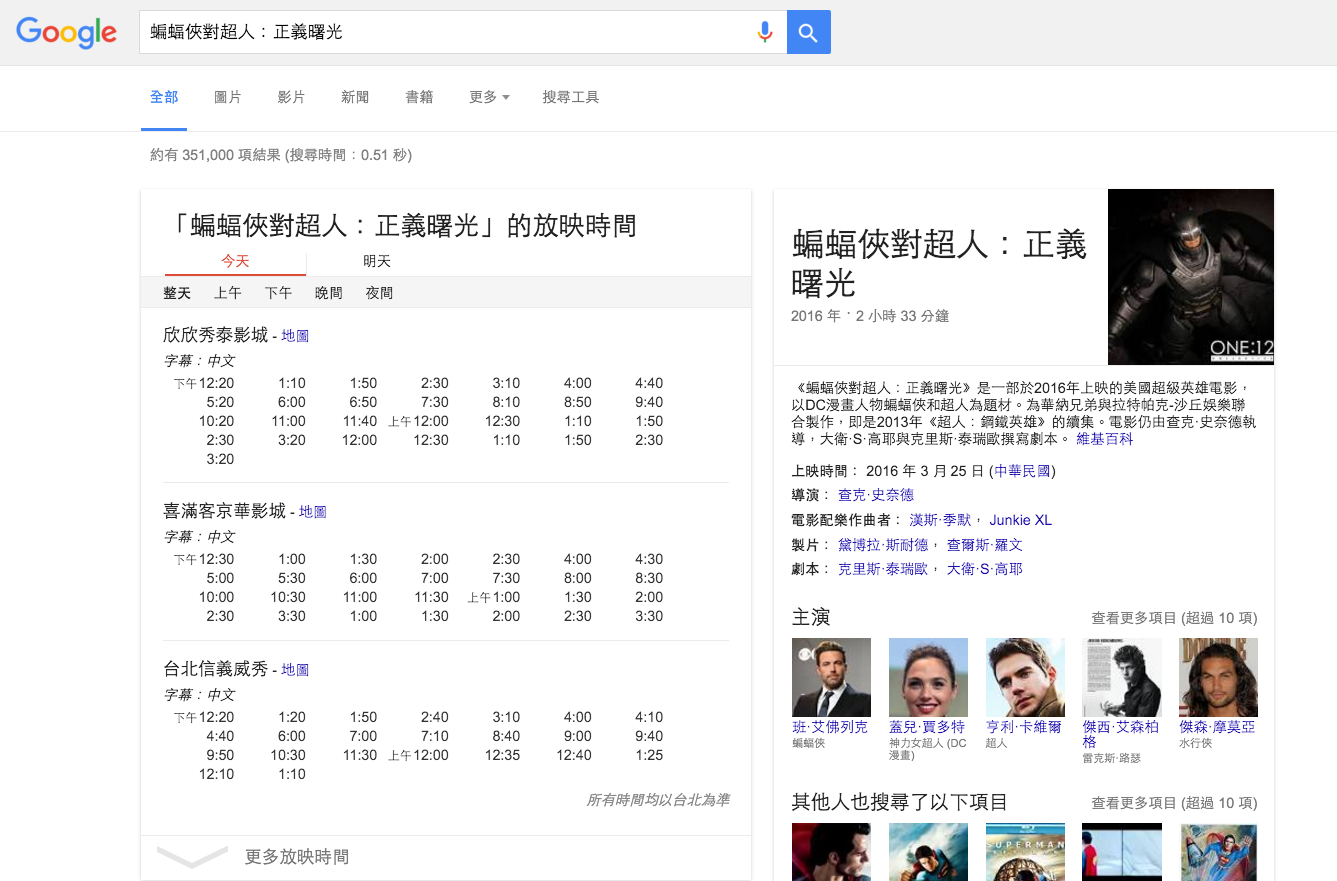 Google
蝙蝠俠對超人：正義曙光
全部 圖片 影片 新聞 書籍 更多 搜尋工具
約有 351,000 項結果 (搜尋時間：0.51 秒)
「蝙蝠俠對超人：正義曙光」的放映時間
今天 明天
整天 上午 下午 晚間 夜間
欣欣秀泰影城 - 地圖
字幕：中文
下午12:20 1:10 1:50 2:30 3:10 4:00 4:40
5:20 6:00 6:50 7:30 8:10 8:50 9:40
10:20 11:00 11:40 上午12:00 12:30 1:10 1:50
2:30 3:20 12:00 12:30 1:10 1:50 2:30
3:20
喜滿客京華影城 - 地圖
字幕：中文
下午12:30 1:00 1:30 2:00 2:30 4:00 4:30
5:00 5:30 6:00 7:00 7:30 8:00 8:30
10:00 10:30 11:00 11:30 上午1:00 1:30 2:00
2:30 3:30 1:00 1:30 2:00 2:30 3:30
台北信義威秀 - 地圖
字幕：中文
下午12:20 1:20 1:50 2:40 3:10 4:00 4:10
4:40 6:00 7:00 7:10 8:40 9:00 9:40
9:50 10:30 11:30 上午12:00 12:35 12:40 1:25
12:10 1:10
所有時間均以台北為準
更多放映時間
蝙蝠俠對超人：正義
曙光
2016 年‧2 小時 33 分鐘
ONE:12
《蝙蝠俠對超人：正義曙光》是一部於2016年上映的美國超級英雄電影，
以DC漫畫人物蝙蝠俠和超人為題材。為華納兄弟與拉特帕克-沙丘娛樂聯
合製作，即是2013年《超人：鋼鐵英雄》的續集。電影仍由查克·史奈德執
導，大衛·S·高耶與克里斯·泰瑞歐撰寫劇本。 維基百科
上映時間： 2016 年 3 月 25 日 (中華民國)
導演： 查克·史奈德
電影配樂作曲者： 漢斯·季默， Junkie XL
製片： 黛博拉·斯耐德， 查爾斯·羅文
劇本： 克里斯·泰瑞歐， 大衛·S·高耶
主演 查看更多項目 (超過 10 項)
班·艾佛列克
蝙蝠俠
蓋兒·賈多特
神力女超人 (DC
漫畫)
亨利·卡維爾
超人
傑西·艾森柏
格
雷克斯·路瑟
傑森·摩莫亞
水行俠
其他人也搜尋了以下項目 查看更多項目 (超過 10 項)
SUPERMAN